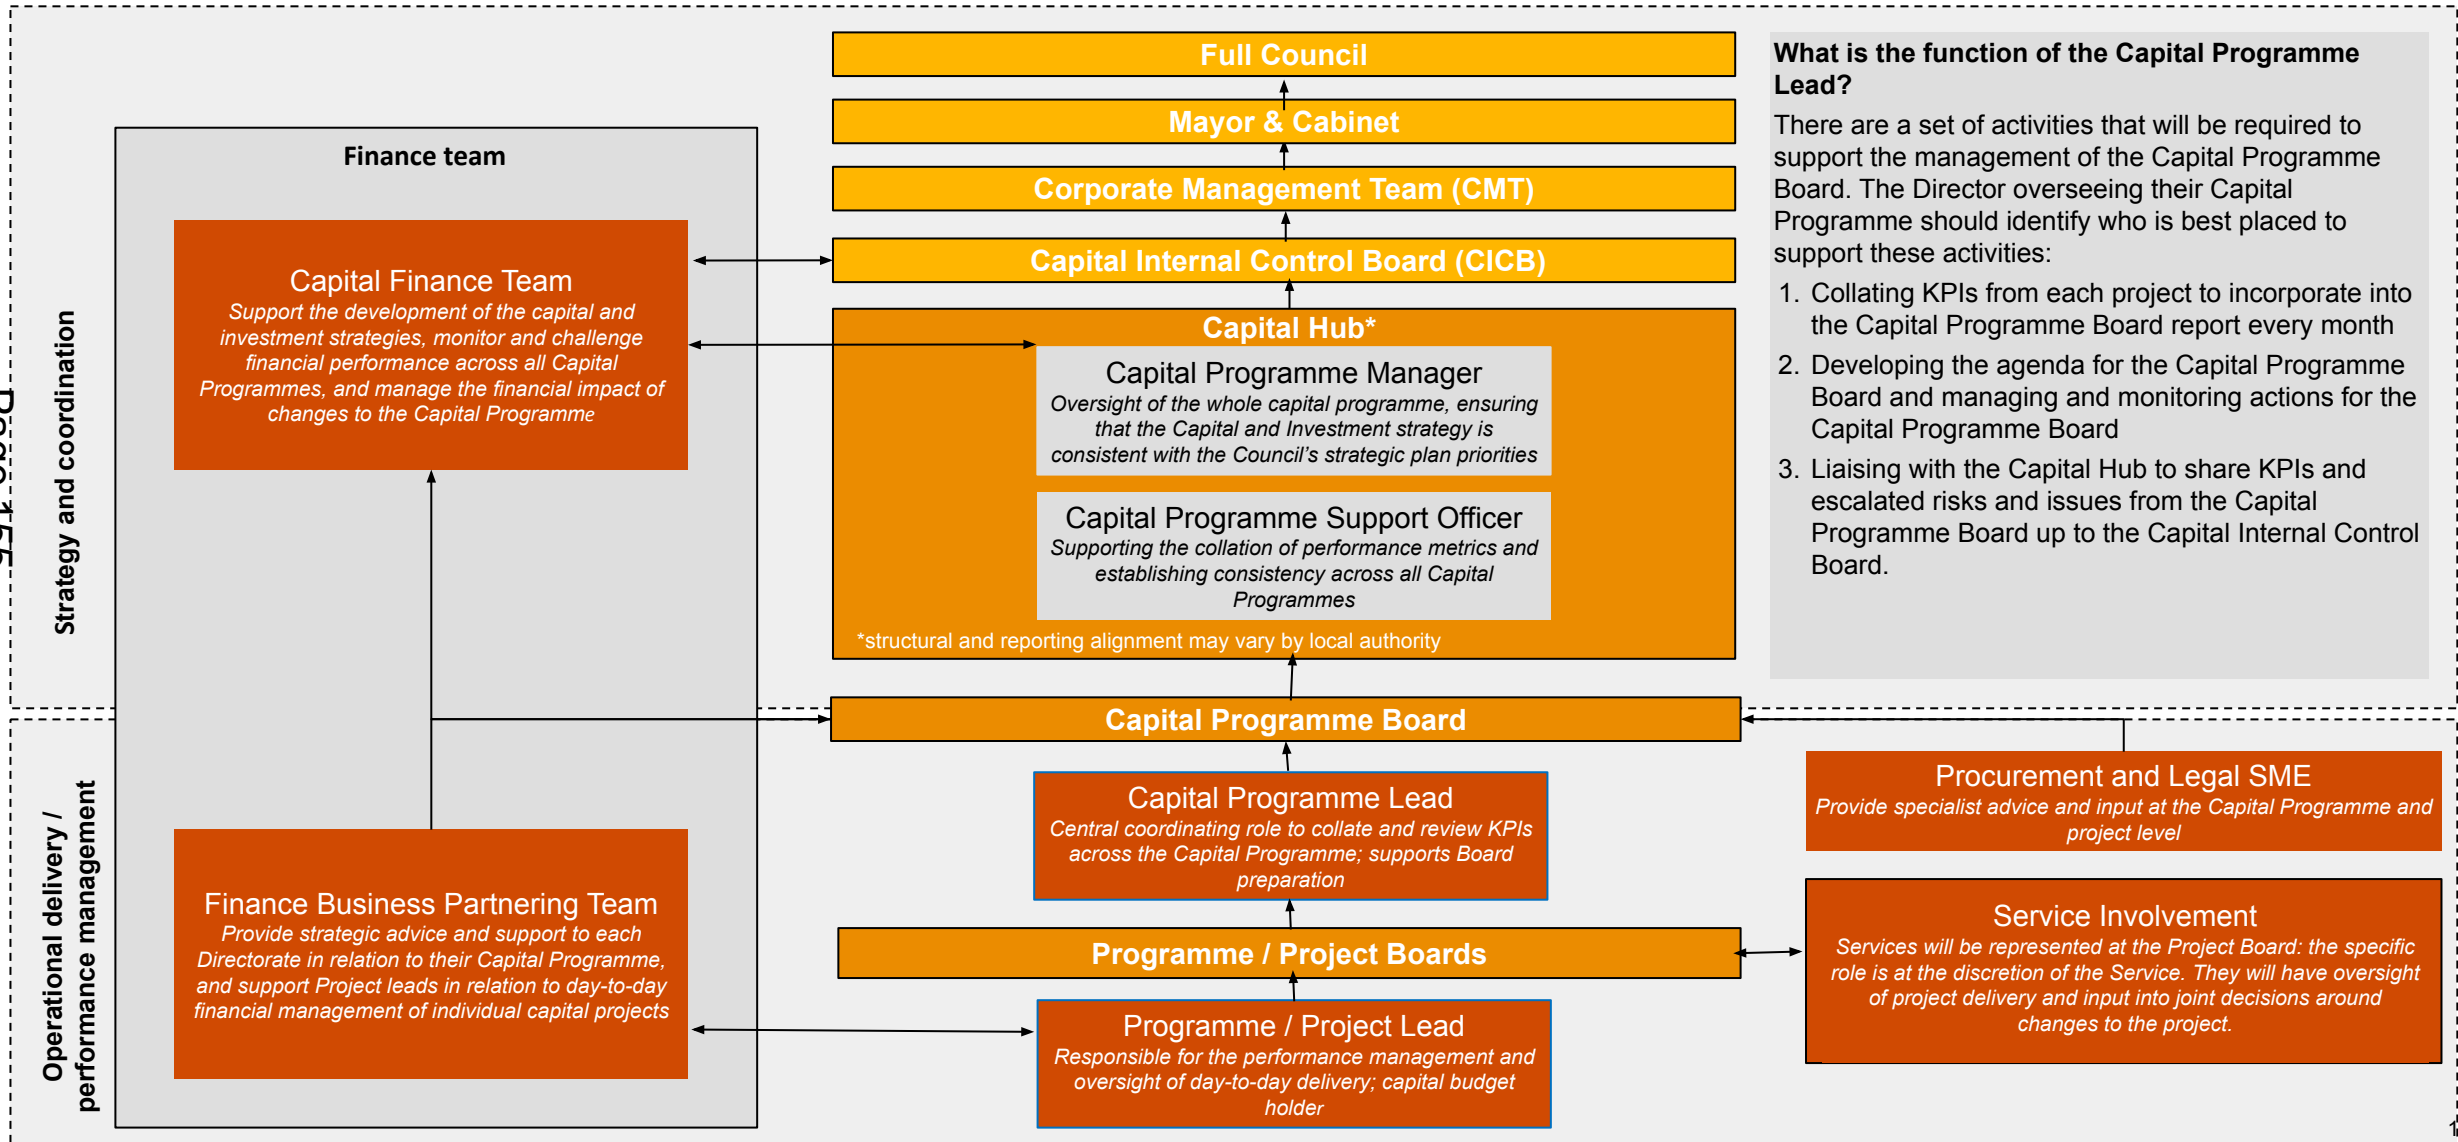 Full Council
Mayor & Cabinet
Corporate Management Team (CMT)
Capital Internal Control Board (CICB)
Finance team
Capital Finance Team
Support the development of the capital and
investment strategies, monitor and challenge
financial performance across all Capital
Programmes, and manage the financial impact of
changes to the Capital Programme
Strategy and coordination
Page 155
Capital Hub*
Capital Programme Manager
Oversight of the whole capital programme, ensuring
that the Capital and Investment strategy is
consistent with the Council's strategic plan priorities
Capital Programme Support Officer
Supporting the collation of performance metrics and
establishing consistency across all Capital
Programmes
*structural and reporting alignment may vary by local authority
What is the function of the Capital Programme
Lead?
There are a set of activities that will be required to
support the management of the Capital Programme
Board. The Director overseeing their Capital
Programme should identify who is best placed to
support these activities:
1. Collating KPIs from each project to incorporate into
the Capital Programme Board report every month
2. Developing the agenda for the Capital Programme
Board and managing and monitoring actions for the
Capital Programme Board
3. Liaising with the Capital Hub to share KPIs and
escalated risks and issues from the Capital
Programme Board up to the Capital Internal Control
Board.
Capital Programme Board
Operational delivery /
performance management
Finance Business Partnering Team
Provide strategic advice and support to each
Directorate in relation to their Capital Programme,
and support Project leads in relation to day-to-day
financial management of individual capital projects
Capital Programme Lead
Central coordinating role to collate and review KPIs
across the Capital Programme; supports Board
preparation
Programme / Project Boards
Programme / Project Lead
Responsible for the performance management and
oversight of day-to-day delivery; capital budget
holder
Procurement and Legal SME
Provide specialist advice and input at the Capital Programme and
project level
Service Involvement
Services will be represented at the Project Board: the specific
role is at the discretion of the Service. They will have oversight
of project delivery and input into joint decisions around
changes to the project.
1